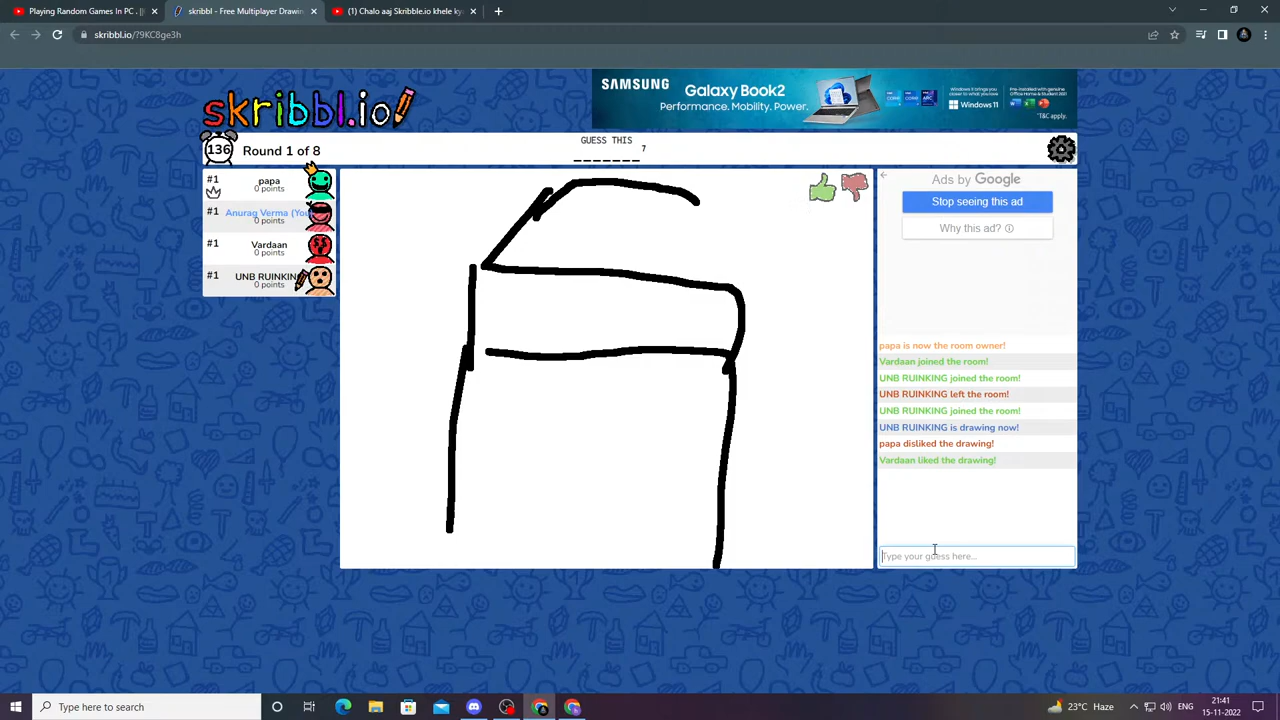 Playing Random Games In PC . ||
skribbl - Free Multiplayer Drawin
(1) Chalo aaj Skribble.io khele ky
skribbl.io/79KC8ge3h
skribbl.io
SAMSUNG
Galaxy Book2
Performance. Mobility. Power.
Windows 11
*T&C apply.
136
Round 1 of 8
GUESS THIS
_______ 7
#1 papa
0 points
#1 Anurag Verma (You
0 points
#1 Vardaan
0 points
#1 UNB RUINKIN
0 points
Ads by Google
Stop seeing this ad
Why this ad?
papa is now the room owner!
Vardaan joined the room!
UNB RUINKING joined the room!
UNB RUINKING left the room!
UNB RUINKING joined the room!
UNB RUINKING is drawing now!
papa disliked the drawing!
Vardaan liked the drawing!
Type your guess here...
Type here to search
23°C Haze
ENG
21:41
15-11-2022